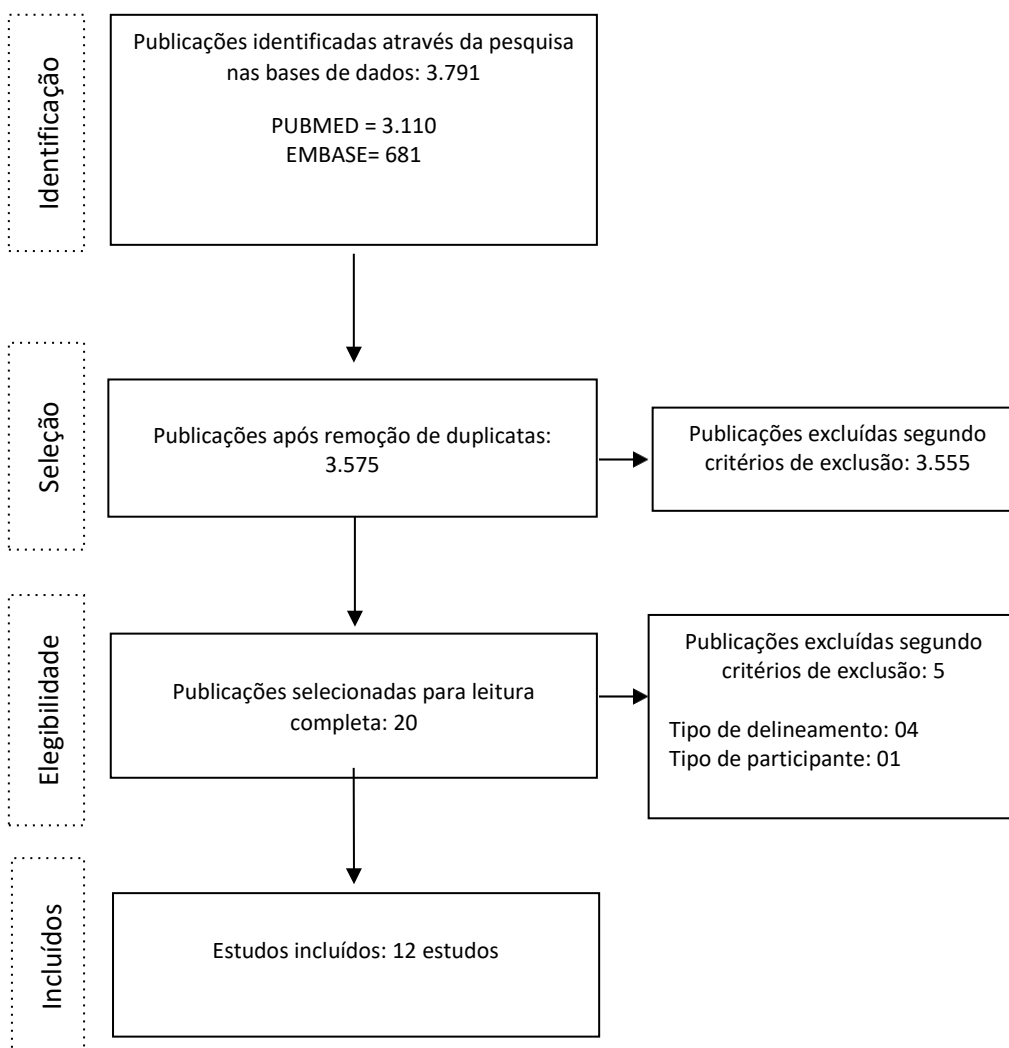 Identificação
Publicações identificadas através da pesquisa
nas bases de dados: 3.791
PUBMED = 3.110
EMBASE= 681
Seleção
Publicações após remoção de duplicatas:
3.575
Publicações excluídas segundo
critérios de exclusão: 3.555
Elegibilidade
Publicações selecionadas para leitura
completa: 20
Publicações excluídas segundo
critérios de exclusão: 5
Tipo de delineamento: 04
Tipo de participante: 01
Incluídos
Estudos incluídos: 12 estudos